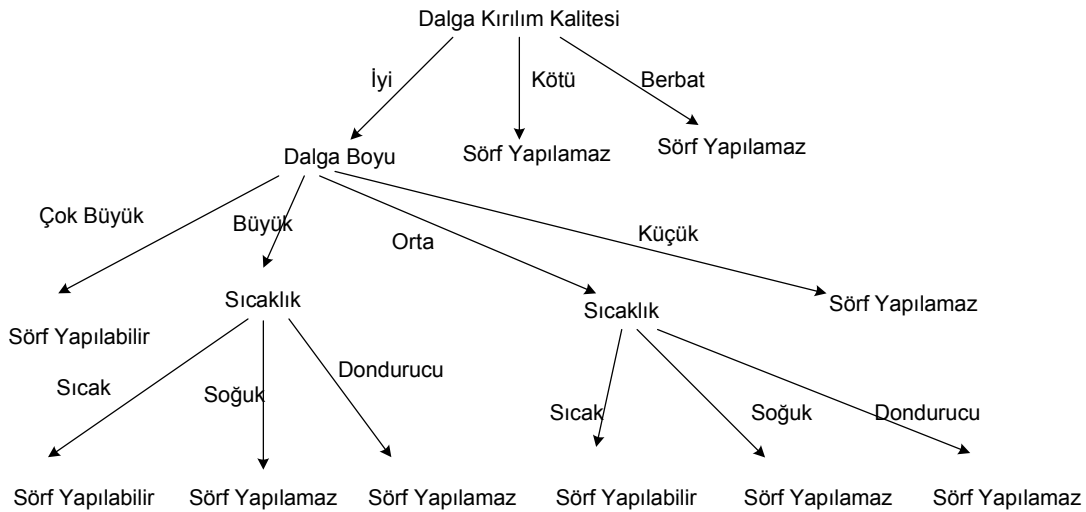 Dalga Kırılım Kalitesi
İyi
Kötü
Berbat
Dalga Boyu
Sörf Yapılamaz
Sörf Yapılamaz
Çok Büyük
Büyük
Orta
Küçük
Sörf Yapılabilir
Sıcaklık
Sıcaklık
Sörf Yapılamaz
Sıcak
Soğuk
Dondurucu
Sıcak
Soğuk
Dondurucu
Sörf Yapılabilir
Sörf Yapılamaz
Sörf Yapılamaz
Sörf Yapılabilir
Sörf Yapılamaz
Sörf Yapılamaz